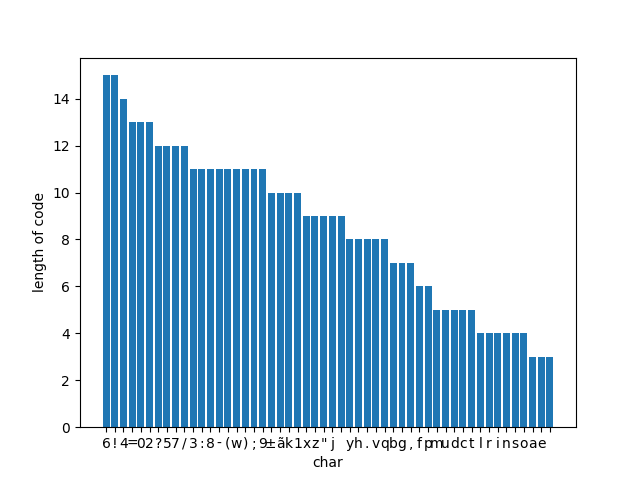 14
12
10
8
6
4
2
0
length of code
6!4=02?57/3:8-(w);9±ãk1xz"j yh.vqbg,fpmudctlrinsoae
char